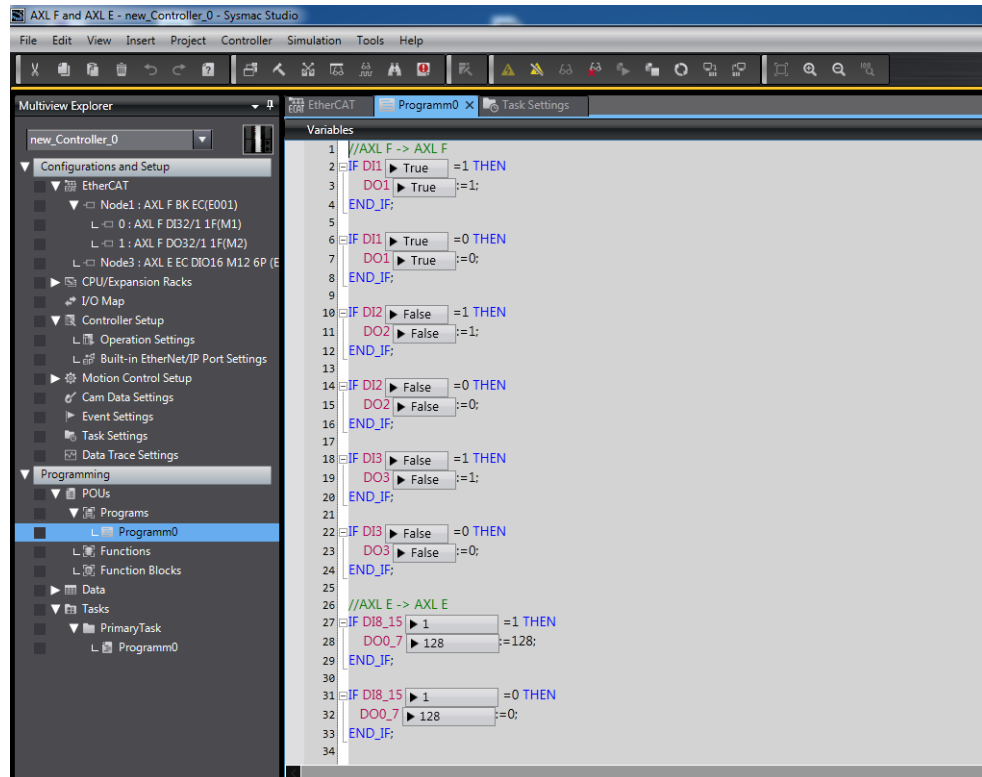 AXL F and AXL E - new_Controller_0 - Sysmac Studio
File Edit View Insert Project Controller Simulation Tools Help
Multiview Explorer
new_Controller_0
Configurations and Setup
EtherCAT
Node1 : AXL F BK EC(E001)
0 : AXL F DI32/1 1F(M1)
1 : AXL F DO32/1 1F(M2)
Node3 : AXL E EC DIO16 M12 6P (E
CPU/Expansion Racks
I/O Map
Controller Setup
Operation Settings
Built-in EtherNet/IP Port Settings
Motion Control Setup
Cam Data Settings
Event Settings
Task Settings
Data Trace Settings
Programming
POUs
Programs
Programm0
Functions
Function Blocks
Data
Tasks
PrimaryTask
Programm0
EtherCAT Programm0 Task Settings
Variables
1 //AXL F -> AXL F
2 IF DI1 True =1 THEN
3 DO1 True :=1;
4 END_IF;
5
6 IF DI1 True =0 THEN
7 DO1 True :=0;
8 END_IF;
9
10 IF DI2 False =1 THEN
11 DO2 False :=1;
12 END_IF;
13
14 IF DI2 False =0 THEN
15 DO2 False :=0;
16 END_IF;
17
18 IF DI3 False =1 THEN
19 DO3 False :=1;
20 END_IF;
21
22 IF DI3 False =0 THEN
23 DO3 False :=0;
24 END_IF;
25
26 //AXL E -> AXL E
27 IF DI8_15 1 =1 THEN
28 DO0_7 128 :=128;
29 END_IF;
30
31 IF DI8_15 1 =0 THEN
32 DO0_7 128 :=0;
33 END_IF;
34